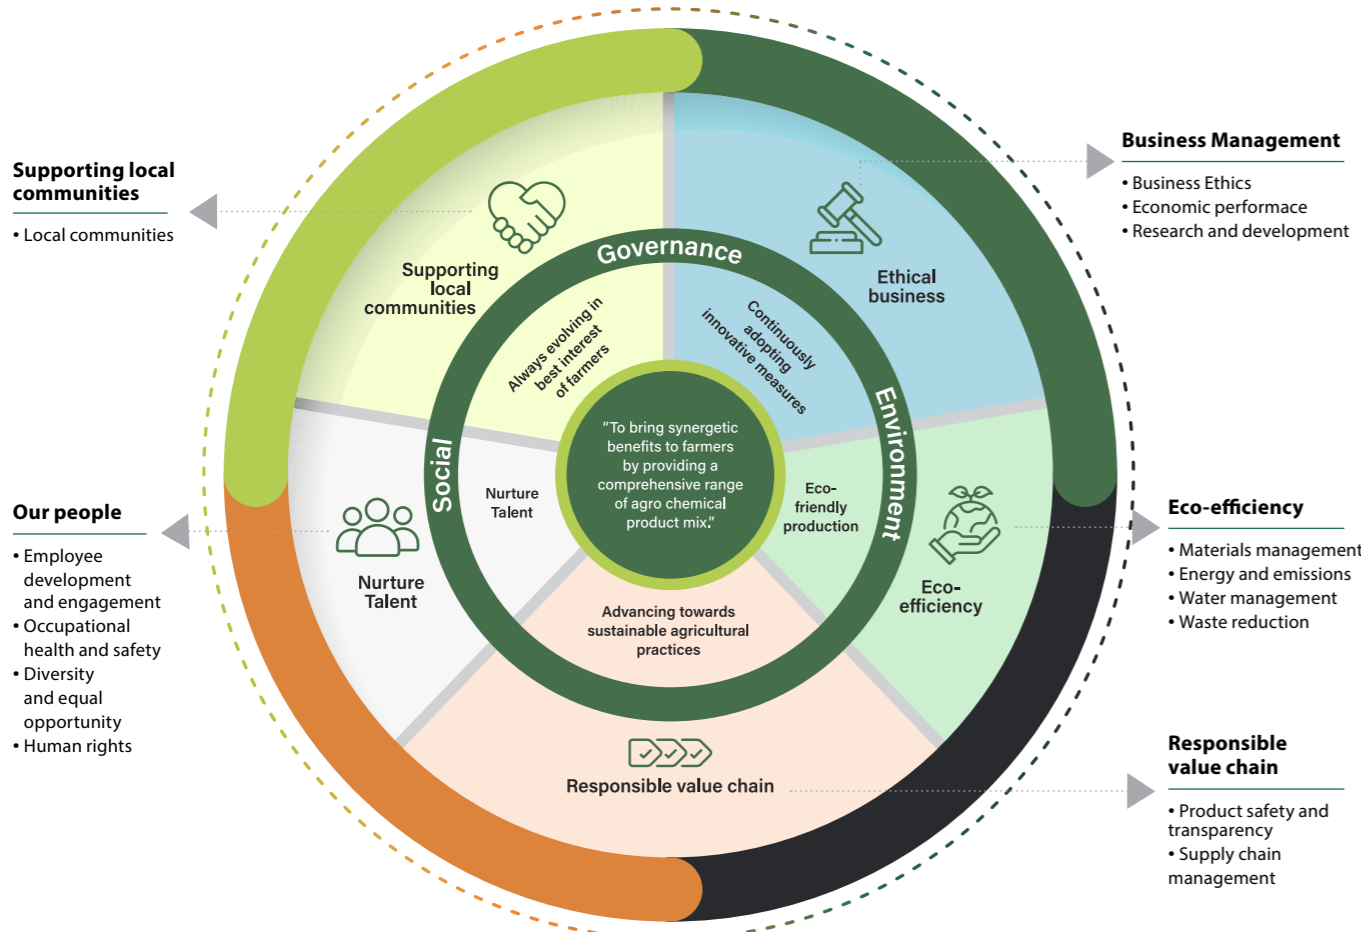 Supporting local
communities
• Local communities
Our people
• Employee
development
and engagement
• Occupational
health and safety
• Diversity
and equal
opportunity
• Human rights
Supporting
local
communities
Ethical
business
Governance
Always evolving in
best interest
of farmers
Continuously
adopting
innovative measures
Social
Environment
"To bring synergetic
benefits to farmers
by providing a
comprehensive range
of agro chemical
product mix."
Nurture
Talent
Eco-
friendly
production
Nurture
Talent
Eco-
efficiency
Advancing towards
sustainable agricultural
practices
Responsible value chain
Business Management
• Business Ethics
• Economic performace
• Research and development
Eco-efficiency
• Materials management
• Energy and emissions
• Water management
• Waste reduction
Responsible
value chain
• Product safety and
transparency
• Supply chain
management